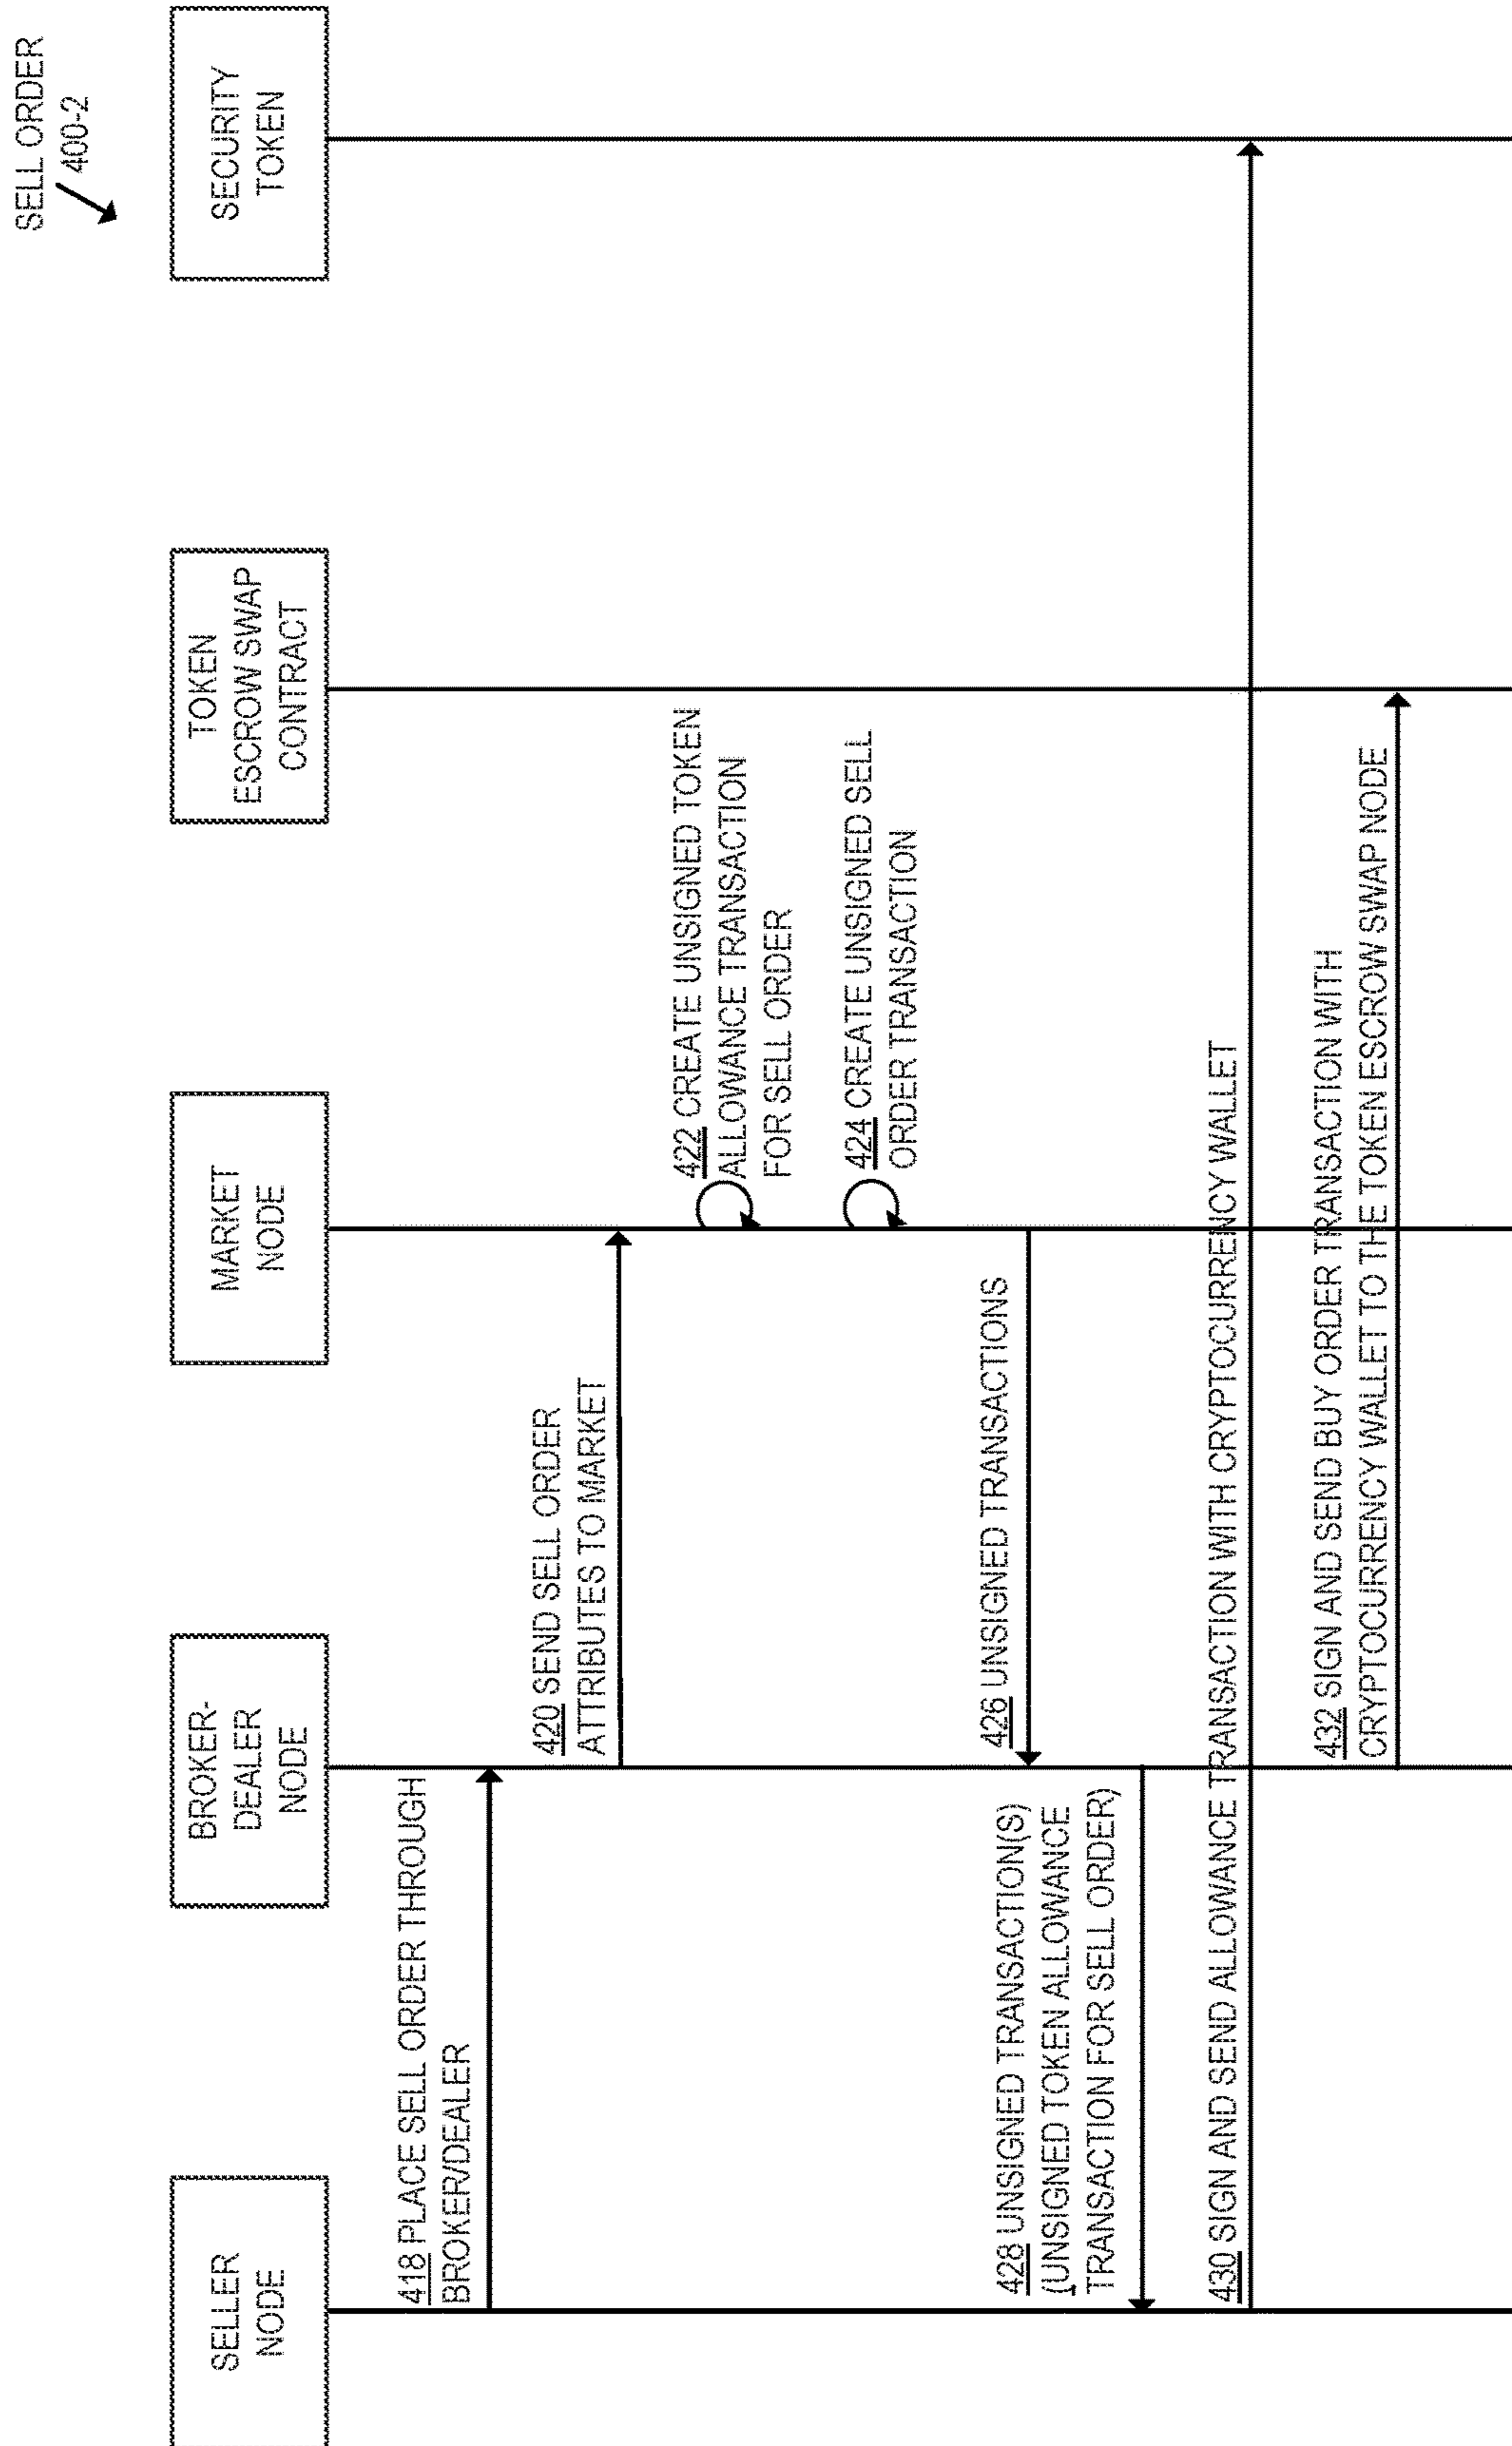 SELL ORDER
400-2
SELLER
NODE
BROKER-
DEALER
NODE
MARKET
NODE
TOKEN
ESCROW SWAP
CONTRACT
SECURITY
TOKEN
418 PLACE SELL ORDER THROUGH
BROKER/DEALER
420 SEND SELL ORDER
ATTRIBUTES TO MARKET
422 CREATE UNSIGNED TOKEN
ALLOWANCE TRANSACTION
FOR SELL ORDER
424 CREATE UNSIGNED SELL
ORDER TRANSACTION
426 UNSIGNED TRANSACTIONS
428 UNSIGNED TRANSACTION(S)
(UNSIGNED TOKEN ALLOWANCE
TRANSACTION FOR SELL ORDER)
430 SIGN AND SEND ALLOWANCE TRANSACTION WITH CRYPTOCURRENCY WALLET
432 SIGN AND SEND BUY ORDER TRANSACTION WITH
CRYPTOCURRENCY WALLET TO THE TOKEN ESCROW SWAP NODE